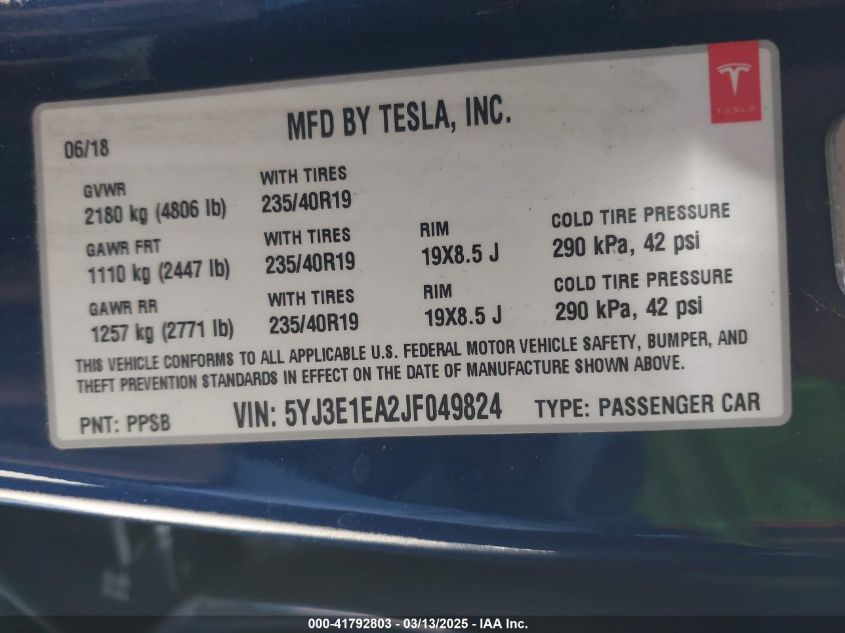 TESLA
MFD BY TESLA, INC.
06/18
GVWR
2180 kg (4806 lb)
WITH TIRES
235/40R19
GAWR FRT
1110 kg (2447 lb)
WITH TIRES
235/40R19
RIM
19X8.5 J
COLD TIRE PRESSURE
290 kPa, 42 psi
GAWR RR
1257 kg (2771 lb)
WITH TIRES
235/40R19
RIM
19X8.5 J
COLD TIRE PRESSURE
290 kPa, 42 psi
THIS VEHICLE CONFORMS TO ALL APPLICABLE U.S. FEDERAL MOTOR VEHICLE SAFETY, BUMPER, AND
THEFT PREVENTION STANDARDS IN EFFECT ON THE DATE OF MANUFACTURE SHOWN ABOVE.
PNT: PPSB VIN: 5YJ3E1EA2JF049824 TYPE: PASSENGER CAR
000-41792803 - 03/13/2025 - IAA Inc.